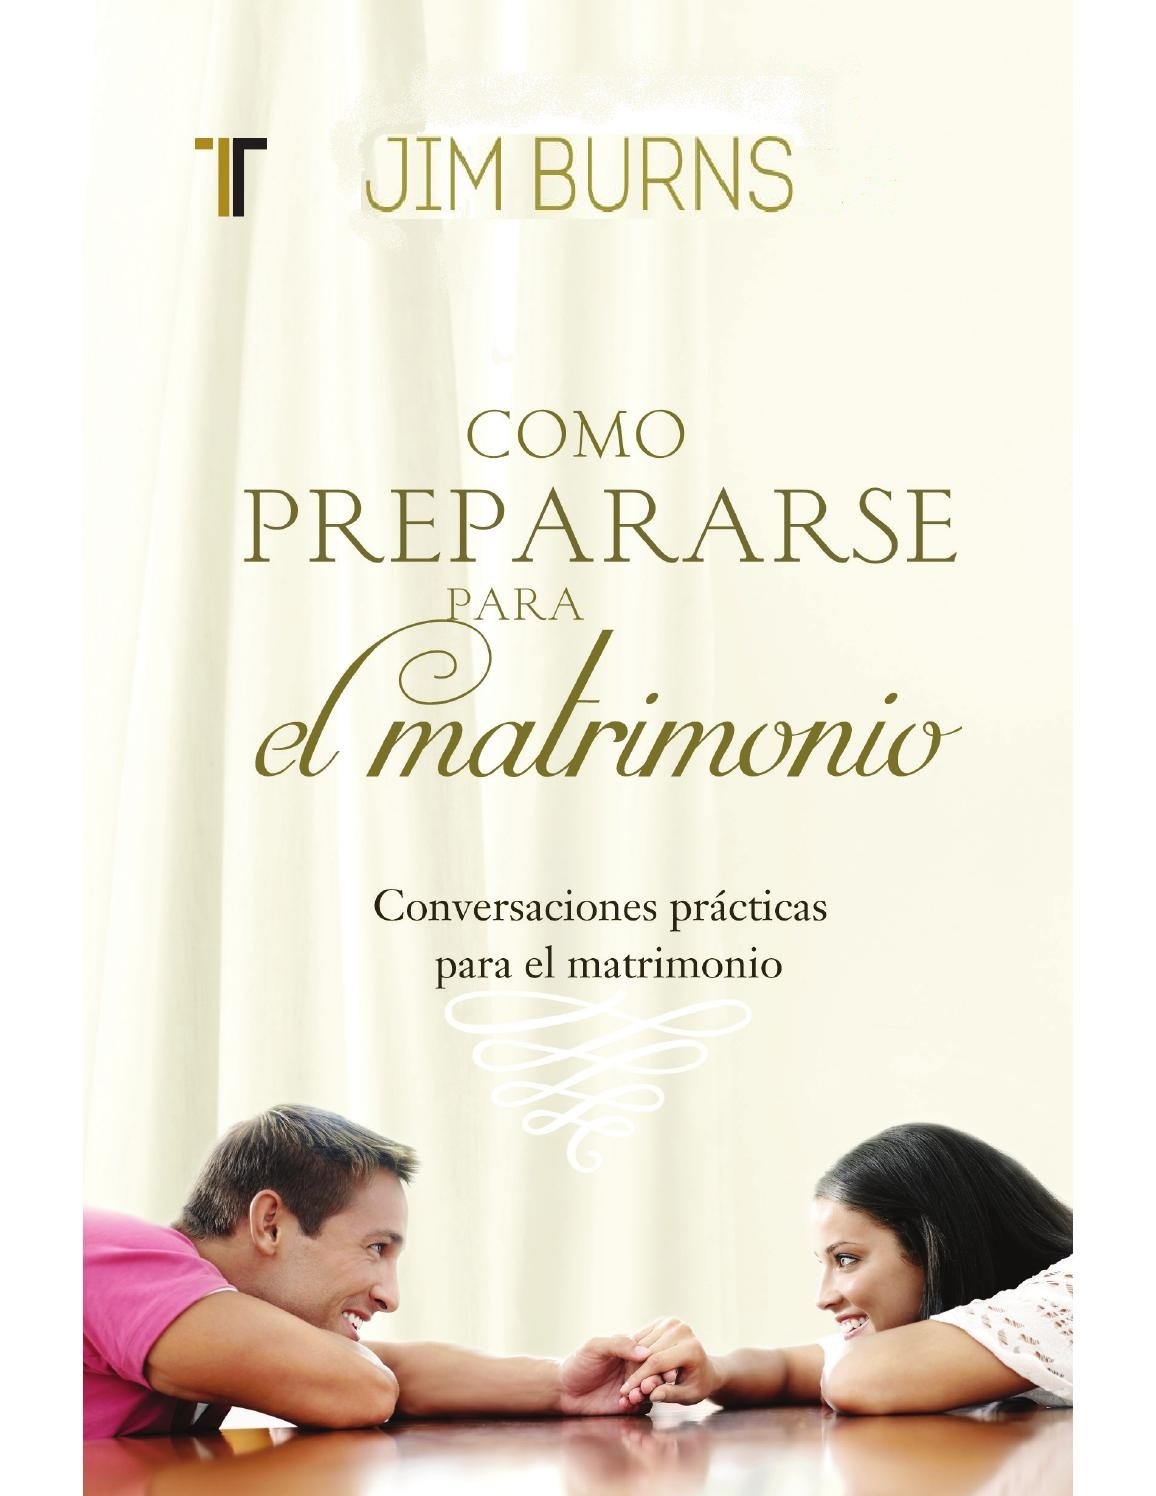 JIM BURNS
COMO
PREPARARSE
PARA
el matrimonio
Conversaciones prácticas
para el matrimonio